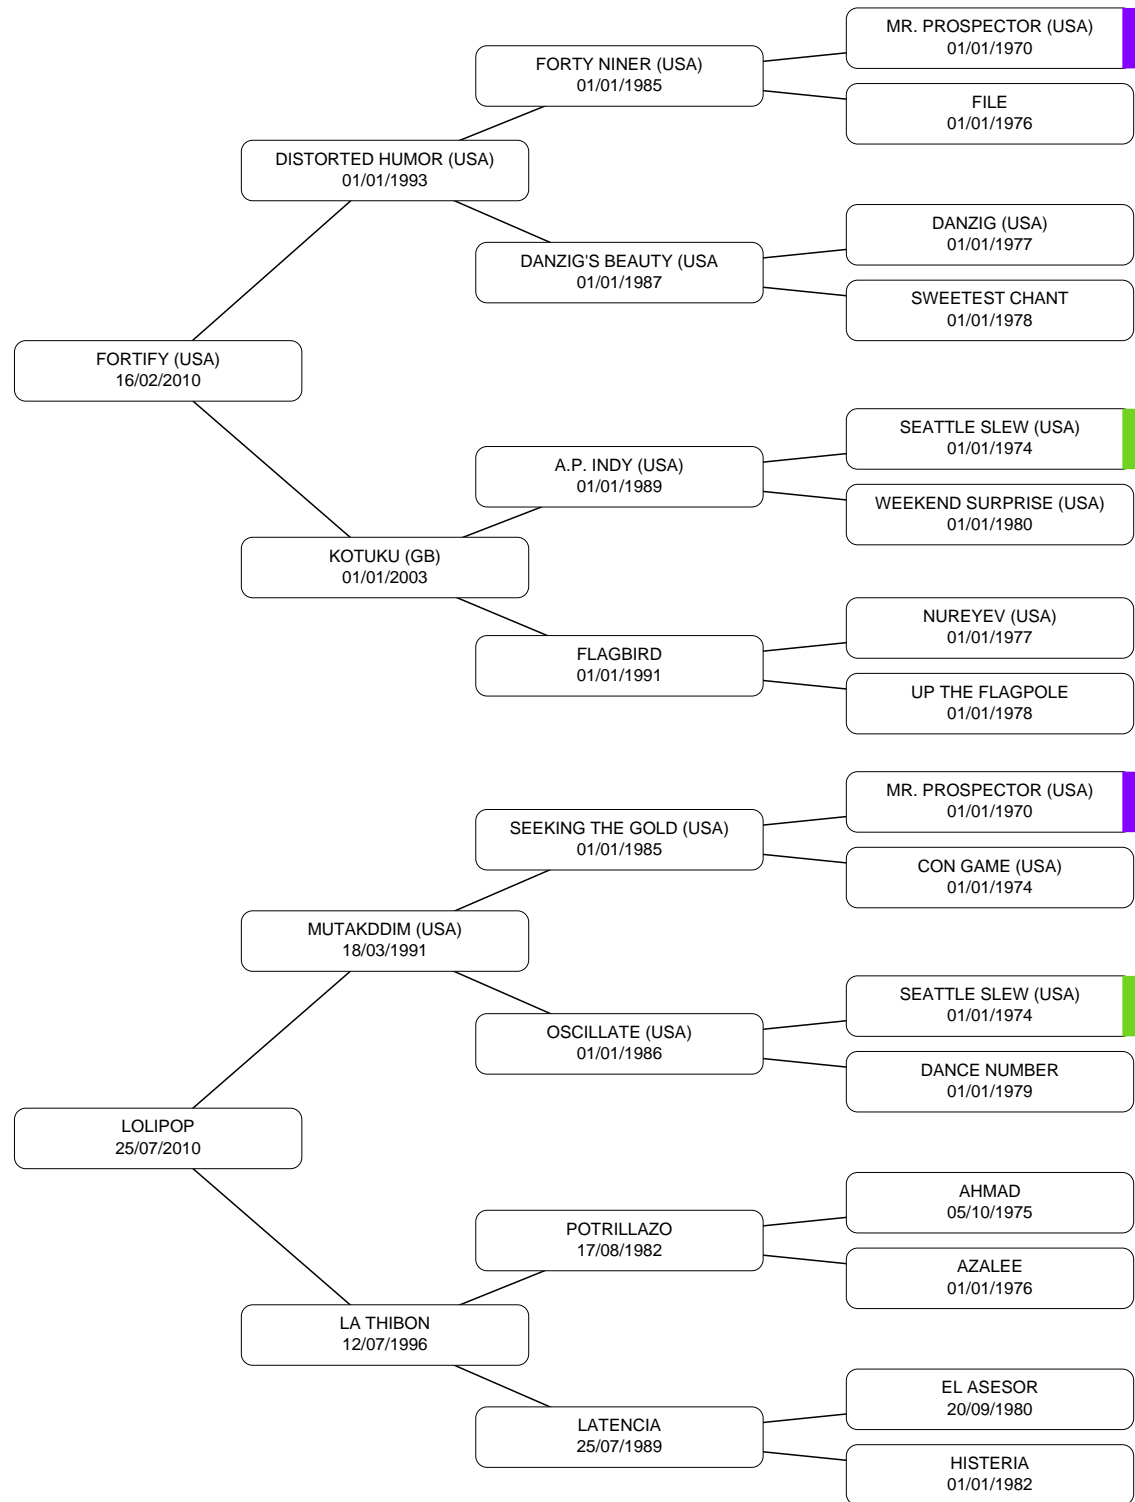 MR. PROSPECTOR (USA)
01/01/1970
FORTY NINER (USA)
01/01/1985
FILE
01/01/1976
DISTORTED HUMOR (USA)
01/01/1993
DANZIG (USA)
01/01/1977
DANZIG'S BEAUTY (USA
01/01/1987
SWEETEST CHANT
01/01/1978
FORTIFY (USA)
16/02/2010
SEATTLE SLEW (USA)
01/01/1974
A.P. INDY (USA)
01/01/1989
WEEKEND SURPRISE (USA)
01/01/1980
KOTUKU (GB)
01/01/2003
NUREYEV (USA)
01/01/1977
FLAGBIRD
01/01/1991
UP THE FLAGPOLE
01/01/1978
MR. PROSPECTOR (USA)
01/01/1970
SEEKING THE GOLD (USA)
01/01/1985
CON GAME (USA)
01/01/1974
MUTAKDDIM (USA)
18/03/1991
SEATTLE SLEW (USA)
01/01/1974
OSCILLATE (USA)
01/01/1986
DANCE NUMBER
01/01/1979
LOLIPOP
25/07/2010
AHMAD
05/10/1975
POTRILLAZO
17/08/1982
AZALEE
01/01/1976
LA THIBON
12/07/1996
EL ASESOR
20/09/1980
LATENCIA
25/07/1989
HISTERIA
01/01/1982